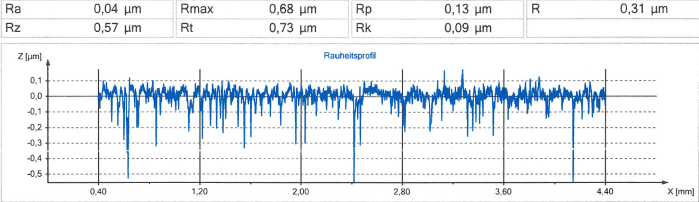 Ra 0,04 µm Rmax 0,68 µm Rp 0,13 µm R 0,31 µm
Rz 0,57 µm Rt 0,73 µm Rk 0,09 µm
Z [µm] Rauheitsprofil
0,1
0,0
-0,1
-0,2
-0,3
-0,4
-0,5
0,40 1,20 2,00 2,80 3,60 4,40 X [mm]